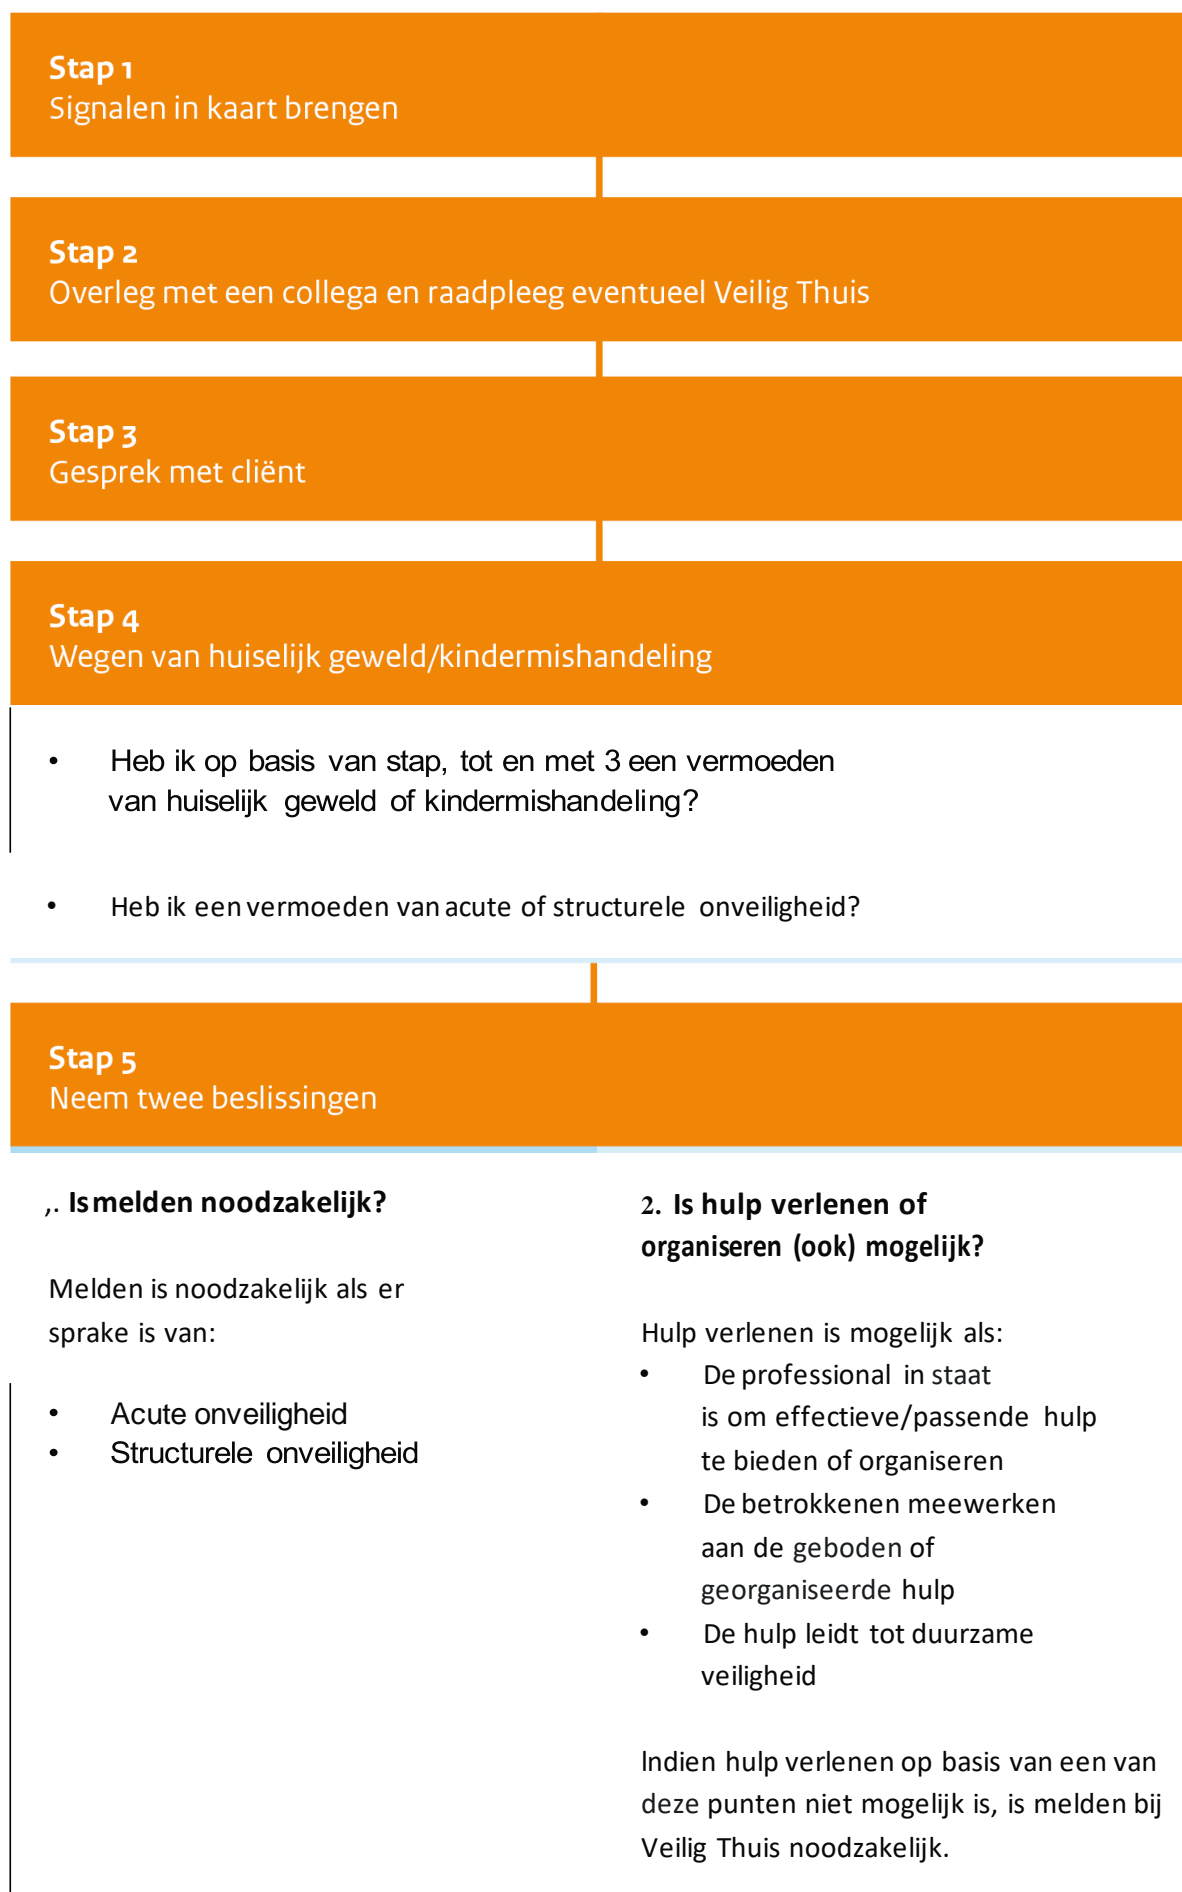 Stap 1
Signalen in kaart brengen
Stap 2
Overleg met een collega en raadpleeg eventueel Veilig Thuis
Stap 3
Gesprek met cliënt
Stap 4
Wegen van huiselijk geweld/kindermishandeling
• Heb ik op basis van stap, tot en met 3 een vermoeden
van huiselijk geweld of kindermishandeling?
• Heb ik een vermoeden van acute of structurele onveiligheid?
Stap 5
Neem twee beslissingen
,. Is melden noodzakelijk?
Melden is noodzakelijk als er
sprake is van:
• Acute onveiligheid
• Structurele onveiligheid
2. Is hulp verlenen of
organiseren (ook) mogelijk?
Hulp verlenen is mogelijk als:
• De professional in staat
is om effectieve/passende hulp
te bieden of organiseren
• De betrokkenen meewerken
aan de geboden of
georganiseerde hulp
• De hulp leidt tot duurzame
veiligheid
Indien hulp verlenen op basis van een van
deze punten niet mogelijk is, is melden bij
Veilig Thuis noodzakelijk.